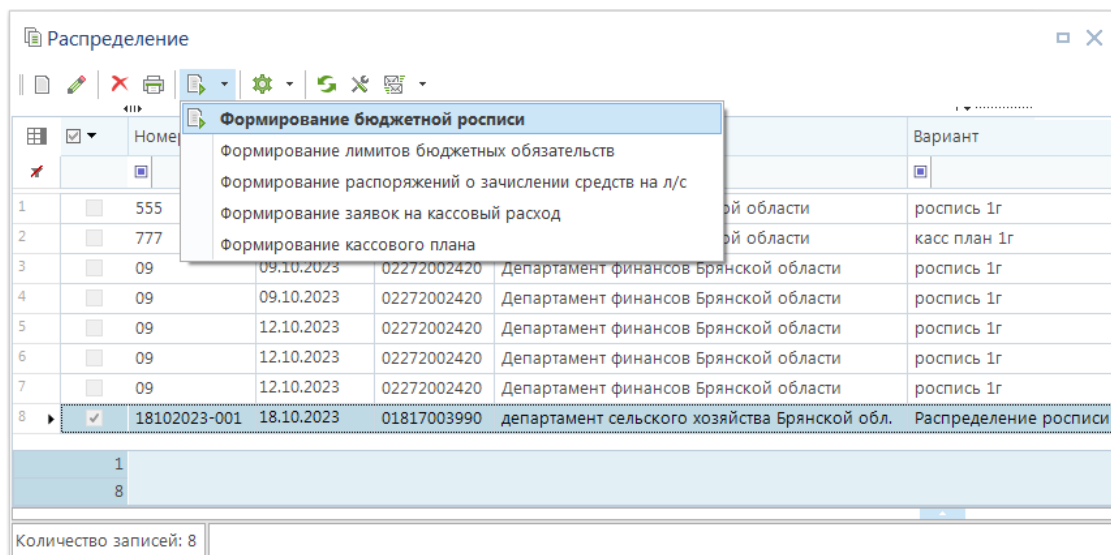 Распределение
Формирование бюджетной росписи
Формирование лимитов бюджетных обязательств
Формирование распоряжений о зачислении средств на л/с
Формирование заявок на кассовый расход
Формирование кассового плана
Вариант
1 555 роспись 1г
2 777 области касс план 1г
3 09 09.10.2023 02272002420 Департамент финансов Брянской области роспись 1г
4 09 09.10.2023 02272002420 Департамент финансов Брянской области роспись 1г
5 09 12.10.2023 02272002420 Департамент финансов Брянской области роспись 1г
6 09 12.10.2023 02272002420 Департамент финансов Брянской области роспись 1г
7 09 12.10.2023 02272002420 Департамент финансов Брянской области роспись 1г
8 18102023-001 18.10.2023 01817003990 департамент сельского хозяйства Брянской обл. Распределение росписи
1
8
Количество записей: 8